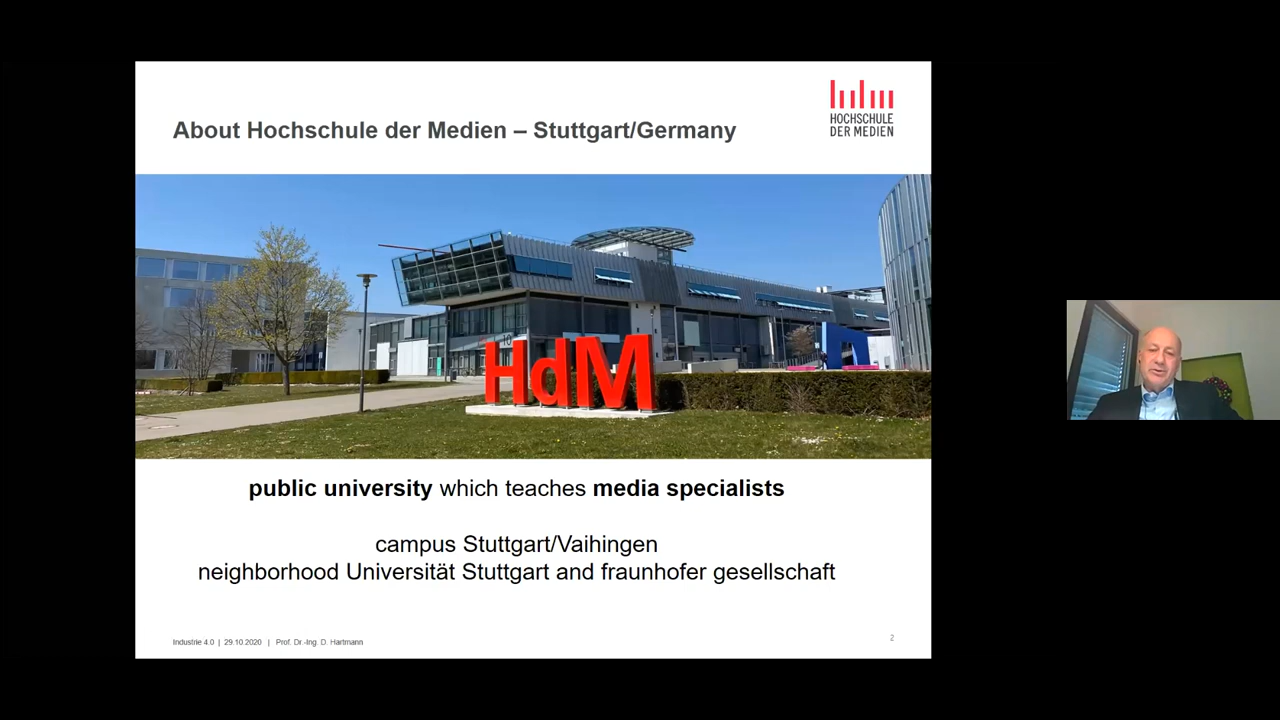 About Hochschule der Medien – Stuttgart/Germany
HOCHSCHULE
DER MEDIEN
10
HdM
public university which teaches media specialists
campus Stuttgart/Vaihingen
neighborhood Universität Stuttgart and fraunhofer gesellschaft
Industrie 4.0 | 29.10.2020 | Prof. Dr.-Ing. D. Hartmann
2